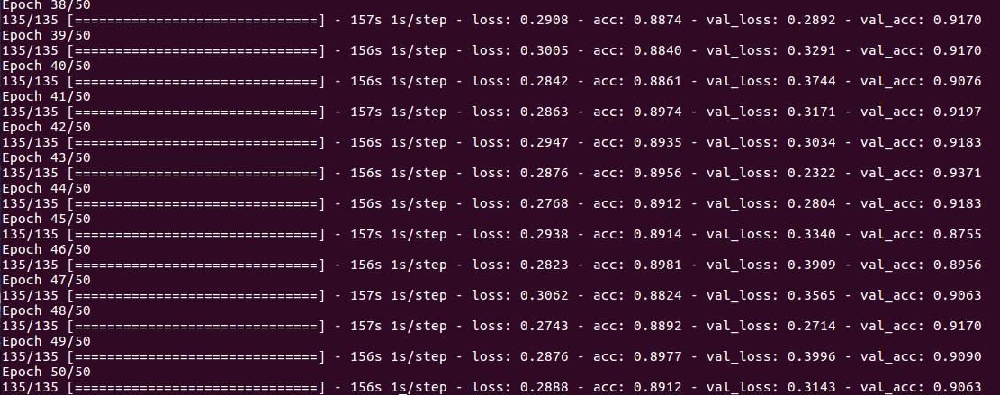 Epoch 38/50
135/135 [==============================] - 157s 1s/step - loss: 0.2908 - acc: 0.8874 - val_loss: 0.2892 - val_acc: 0.9170
Epoch 39/50
135/135 [==============================] - 156s 1s/step - loss: 0.3005 - acc: 0.8840 - val_loss: 0.3291 - val_acc: 0.9170
Epoch 40/50
135/135 [==============================] - 156s 1s/step - loss: 0.2842 - acc: 0.8861 - val_loss: 0.3744 - val_acc: 0.9076
Epoch 41/50
135/135 [==============================] - 157s 1s/step - loss: 0.2863 - acc: 0.8974 - val_loss: 0.3171 - val_acc: 0.9197
Epoch 42/50
135/135 [==============================] - 156s 1s/step - loss: 0.2947 - acc: 0.8935 - val_loss: 0.3034 - val_acc: 0.9183
Epoch 43/50
135/135 [==============================] - 156s 1s/step - loss: 0.2876 - acc: 0.8956 - val_loss: 0.2322 - val_acc: 0.9371
Epoch 44/50
135/135 [==============================] - 156s 1s/step - loss: 0.2768 - acc: 0.8912 - val_loss: 0.2804 - val_acc: 0.9183
Epoch 45/50
135/135 [==============================] - 157s 1s/step - loss: 0.2938 - acc: 0.8914 - val_loss: 0.3340 - val_acc: 0.8755
Epoch 46/50
135/135 [==============================] - 156s 1s/step - loss: 0.2823 - acc: 0.8981 - val_loss: 0.3909 - val_acc: 0.8956
Epoch 47/50
135/135 [==============================] - 157s 1s/step - loss: 0.3062 - acc: 0.8824 - val_loss: 0.3565 - val_acc: 0.9063
Epoch 48/50
135/135 [==============================] - 157s 1s/step - loss: 0.2743 - acc: 0.8892 - val_loss: 0.2714 - val_acc: 0.9170
Epoch 49/50
135/135 [==============================] - 156s 1s/step - loss: 0.2876 - acc: 0.8977 - val_loss: 0.3996 - val_acc: 0.9090
Epoch 50/50
135/135 [==============================] - 156s 1s/step - loss: 0.2888 - acc: 0.8912 - val_loss: 0.3143 - val_acc: 0.9063